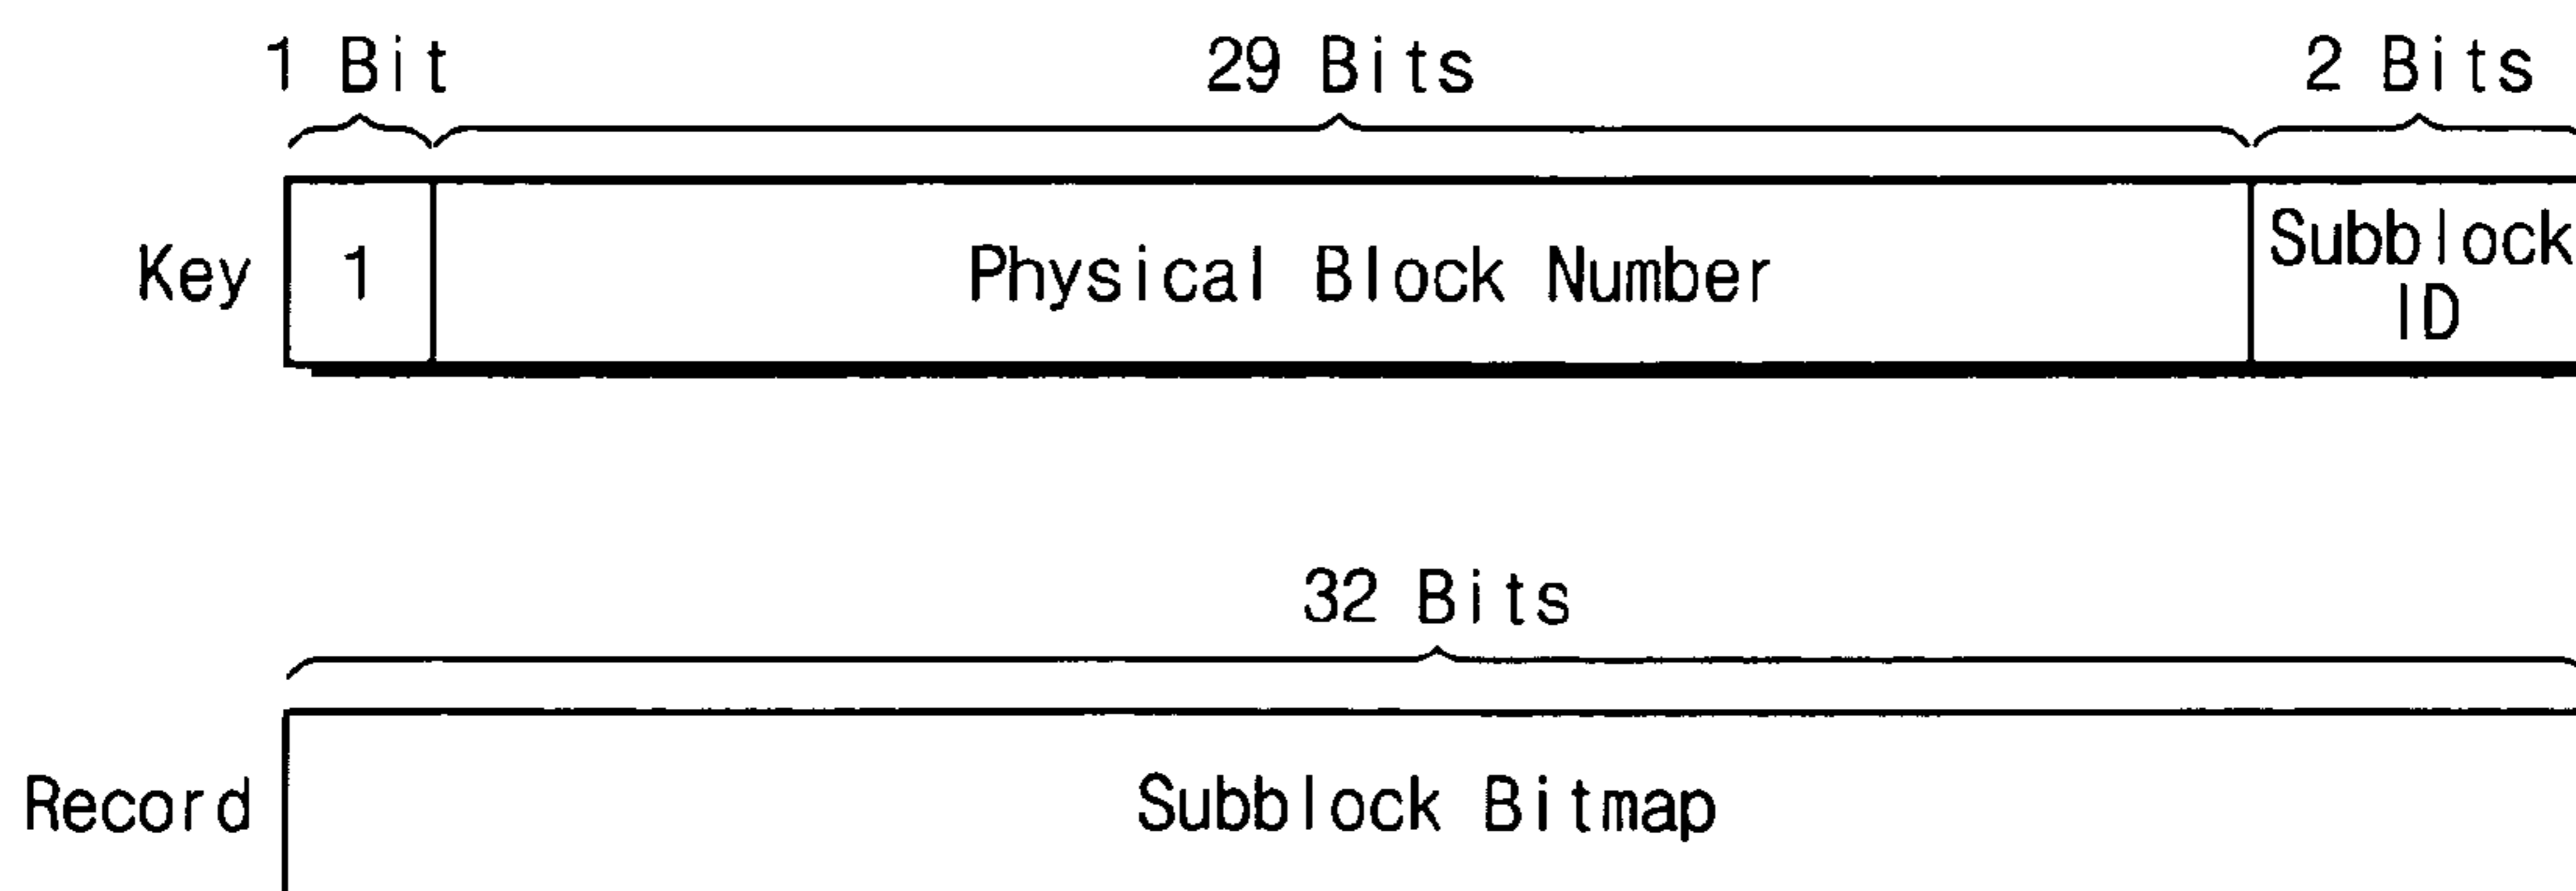 1 Bit 29 Bits 2 Bits
Key 1 Physical Block Number Subblock
ID
32 Bits
Record Subblock Bitmap